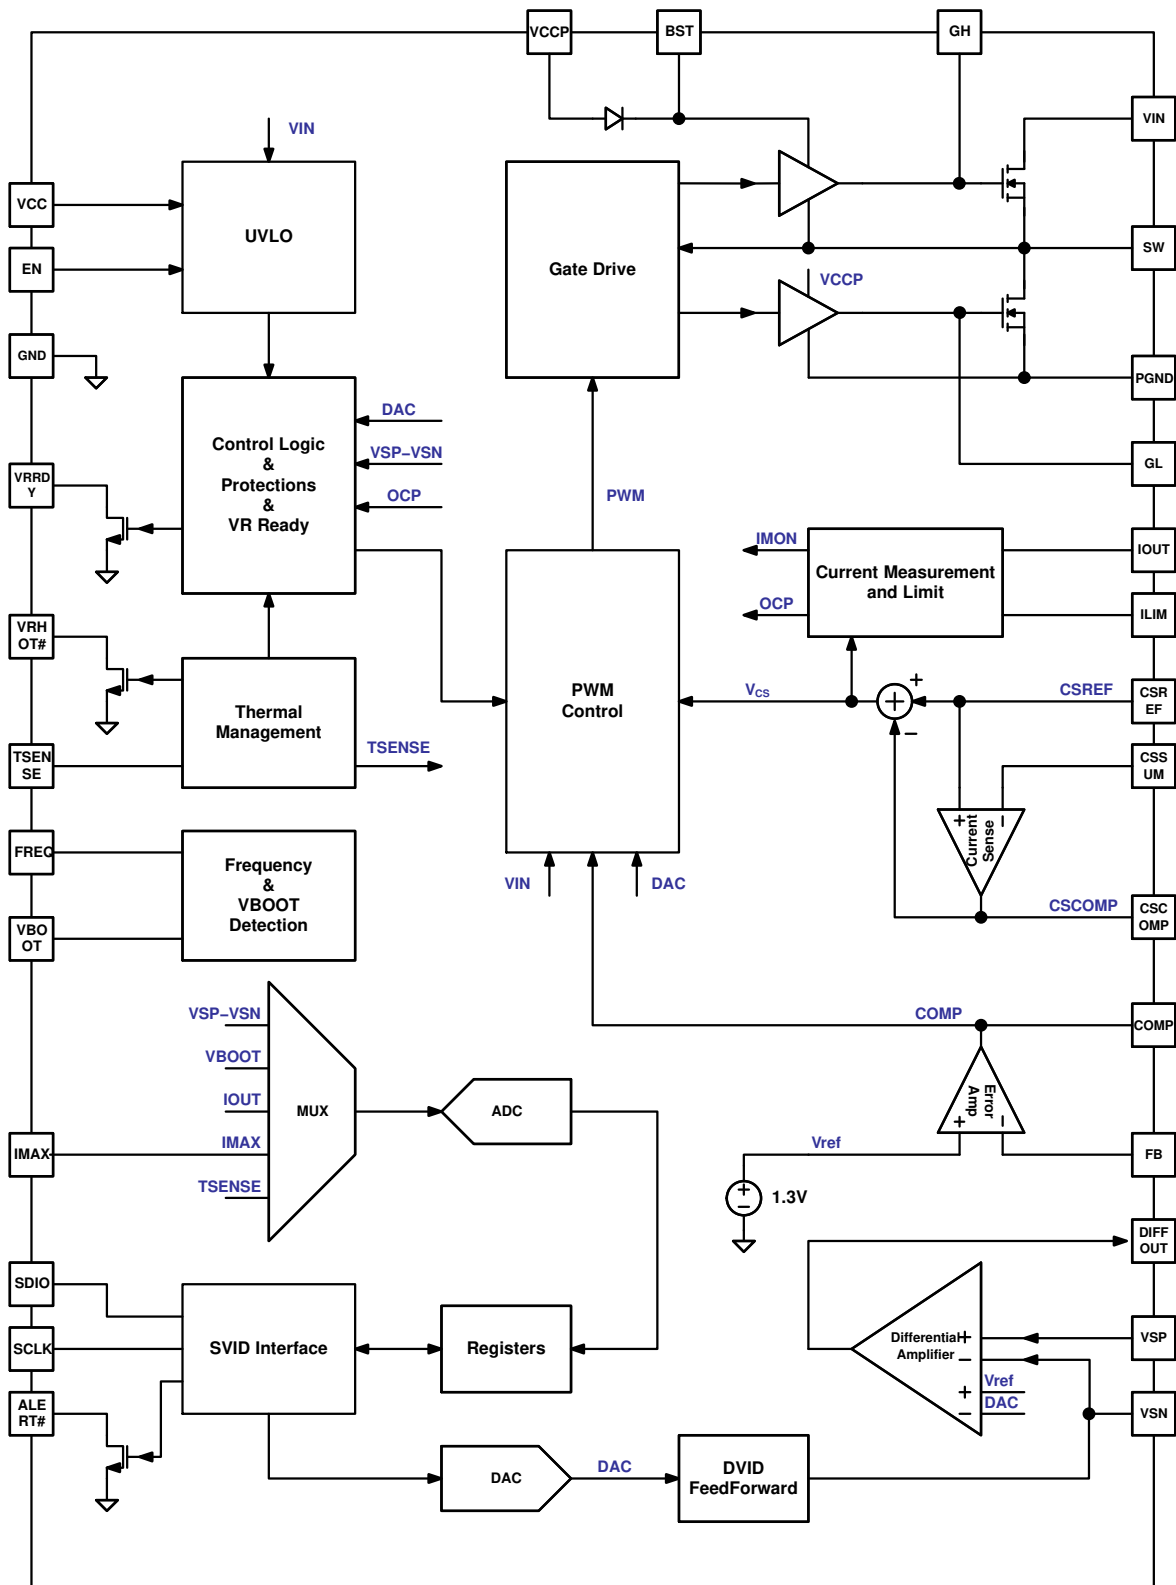 VCCP
BST
GH
VIN
VIN
VCC
UVLO
EN
Gate Drive
SW
VCCP
GND
PGND
DAC
Control Logic
&
Protections
&
VR Ready
VSP–VSN
OCP
GL
VRRD
Y
PWM
IMON
OCP
Current Measurement
and Limit
IOUT
ILIM
VRH
OT#
Thermal
Management
TSENSE
TSEN
SE
PWM
Control
VCS
+
–
CSREF
CSR
EF
CSS
UM
+
–
Current
Sense
FREQ
VBO
OT
Frequency
&
VBOOT
Detection
VIN
DAC
CSCOMP
CSC
OMP
VSP–VSN
VBOOT
IOUT
IMAX
TSENSE
IMAX
MUX
ADC
COMP
COMP
Error
Amp
+
–
Vref
FB
+
–
1.3V
DIFF
OUT
SDIO
SCLK
ALE
RT#
SVID Interface
Registers
Differential
Amplifier
+
–
+
–
Vref
DAC
VSP
VSN
DAC
DAC
DVID
FeedForward